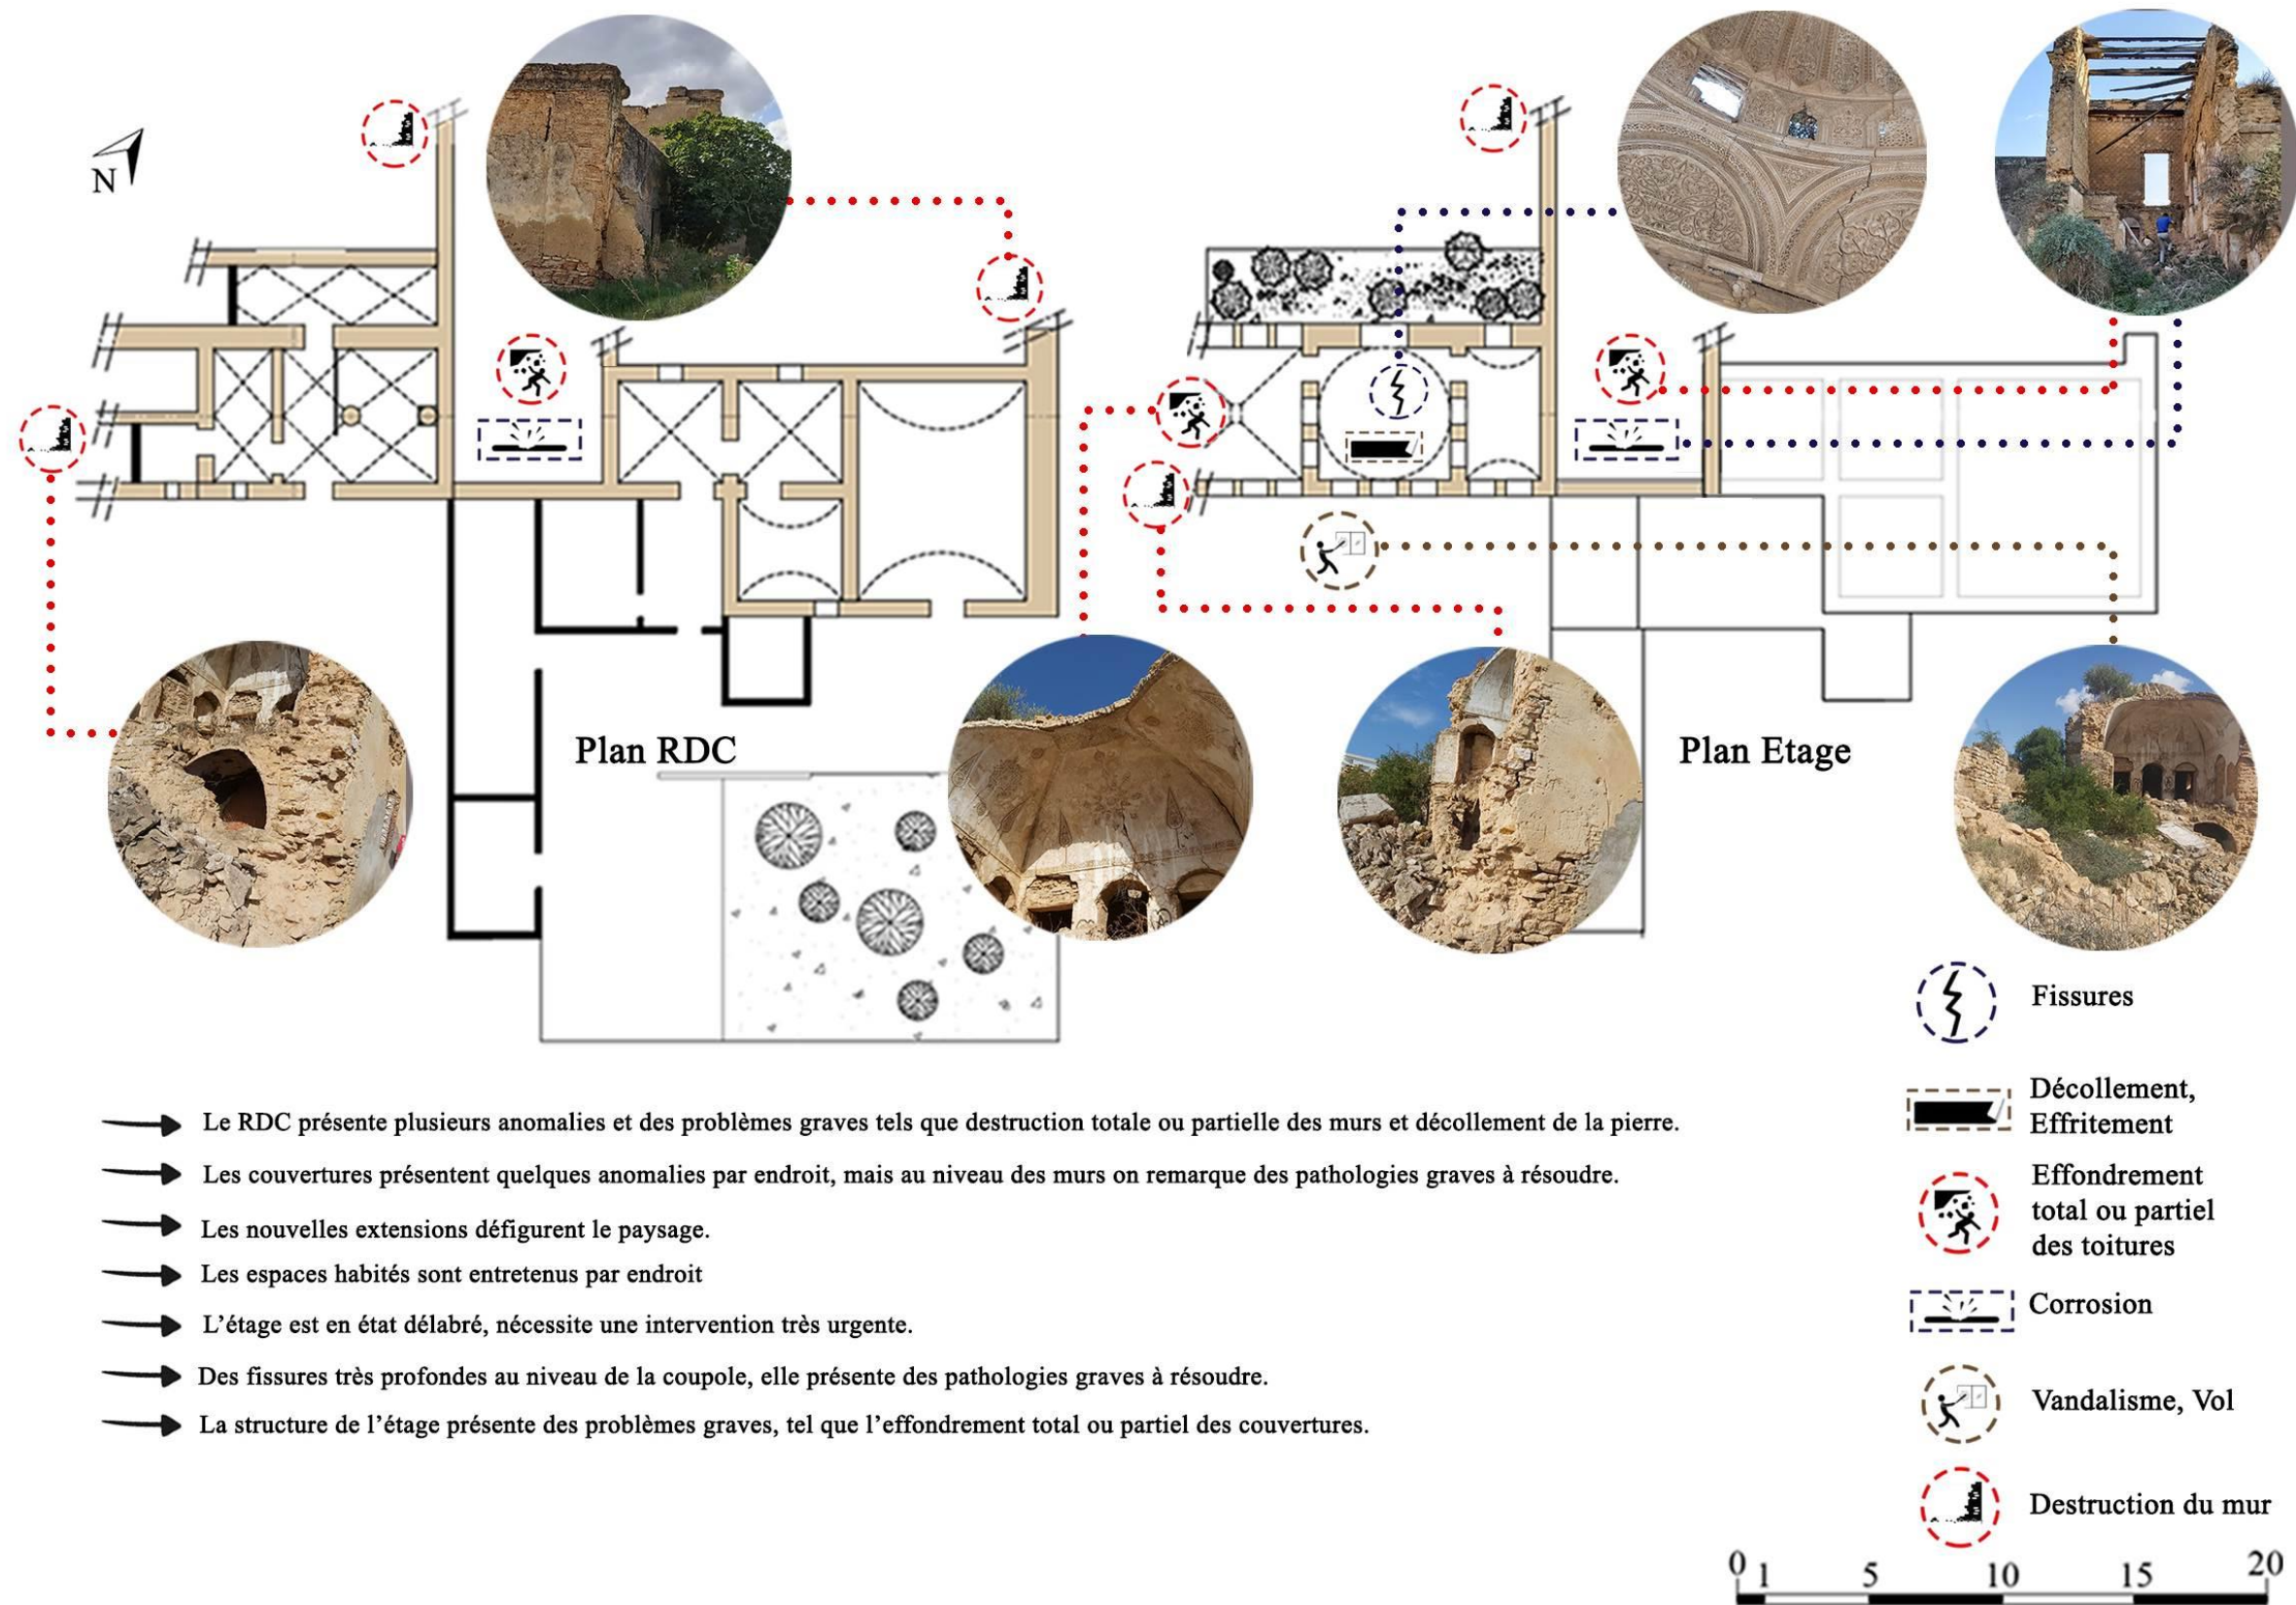 N
Plan RDC
Plan Etage
Fissures
Décollement,
Effritement
Effondrement
total ou partiel
des toitures
Corrosion
Vandalisme, Vol
Destruction du mur
Le RDC présente plusieurs anomalies et des problèmes graves tels que destruction totale ou partielle des murs et décollement de la pierre.
Les couvertures présentent quelques anomalies par endroit, mais au niveau des murs on remarque des pathologies graves à résoudre.
Les nouvelles extensions défigurent le paysage.
Les espaces habités sont entretenus par endroit
L’étage est en état délabré, nécessite une intervention très urgente.
Des fissures très profondes au niveau de la coupole, elle présente des pathologies graves à résoudre.
La structure de l’étage présente des problèmes graves, tel que l’effondrement total ou partiel des couvertures.
0 1 5 10 15 20